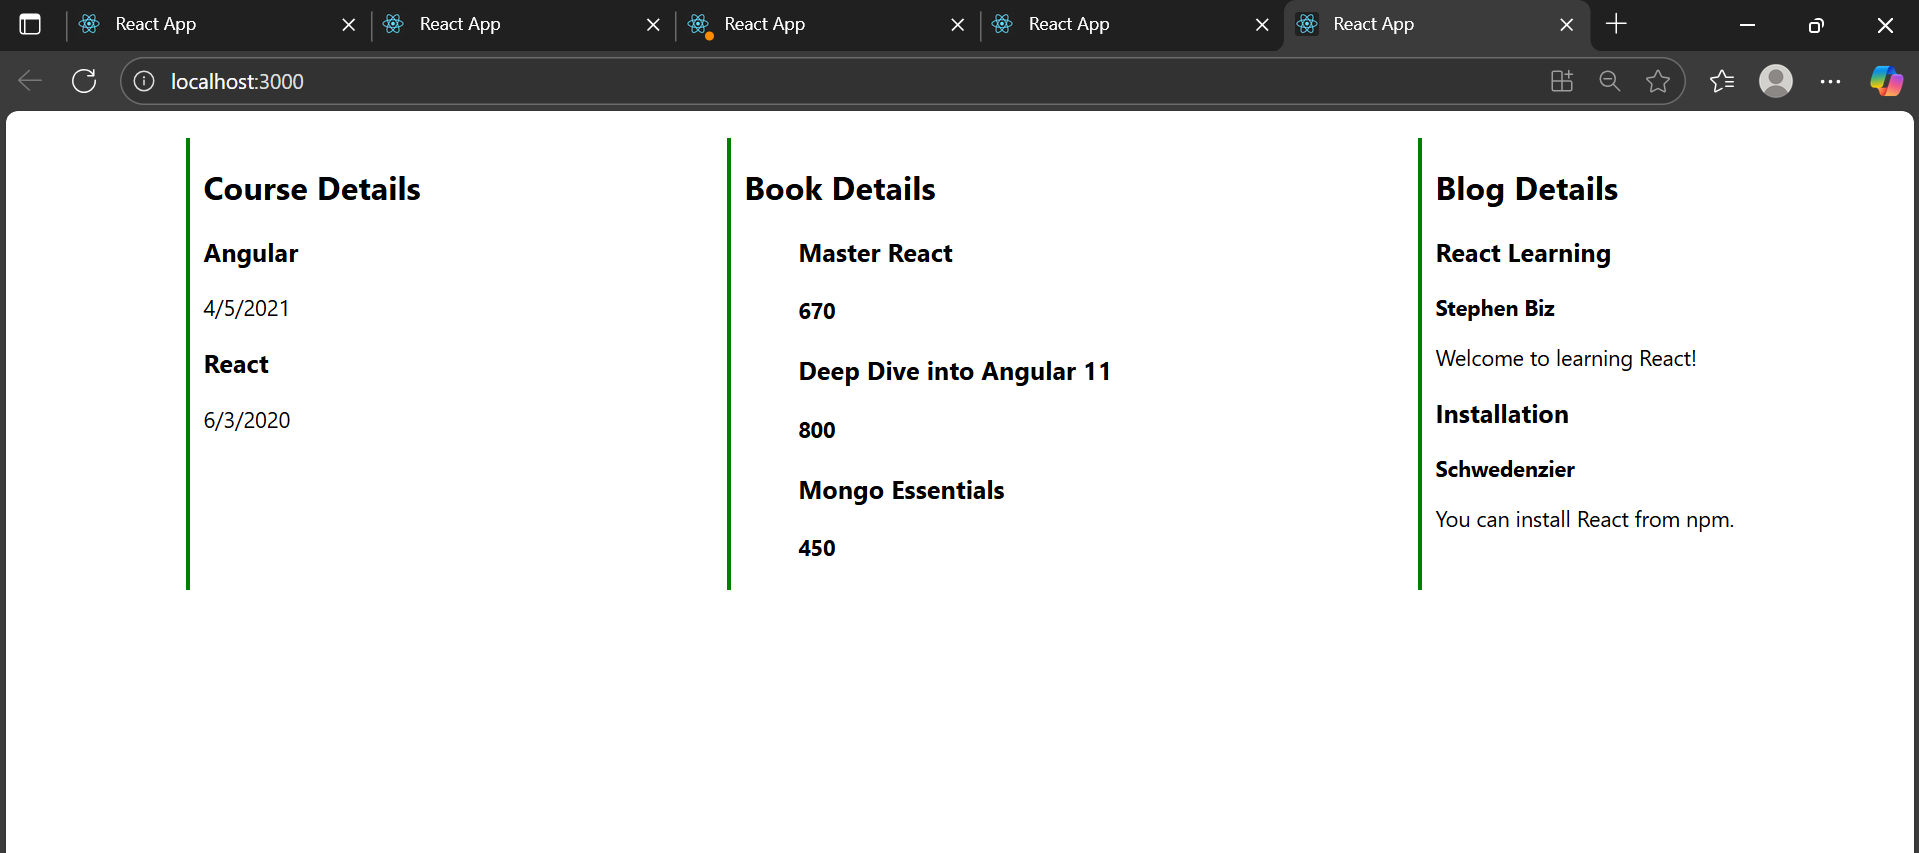 React App
React App
React App
React App
React App
localhost:3000
Course Details
Angular
4/5/2021
React
6/3/2020
Book Details
Master React
670
Deep Dive into Angular 11
800
Mongo Essentials
450
Blog Details
React Learning
Stephen Biz
Welcome to learning React!
Installation
Schwedenzier
You can install React from npm.